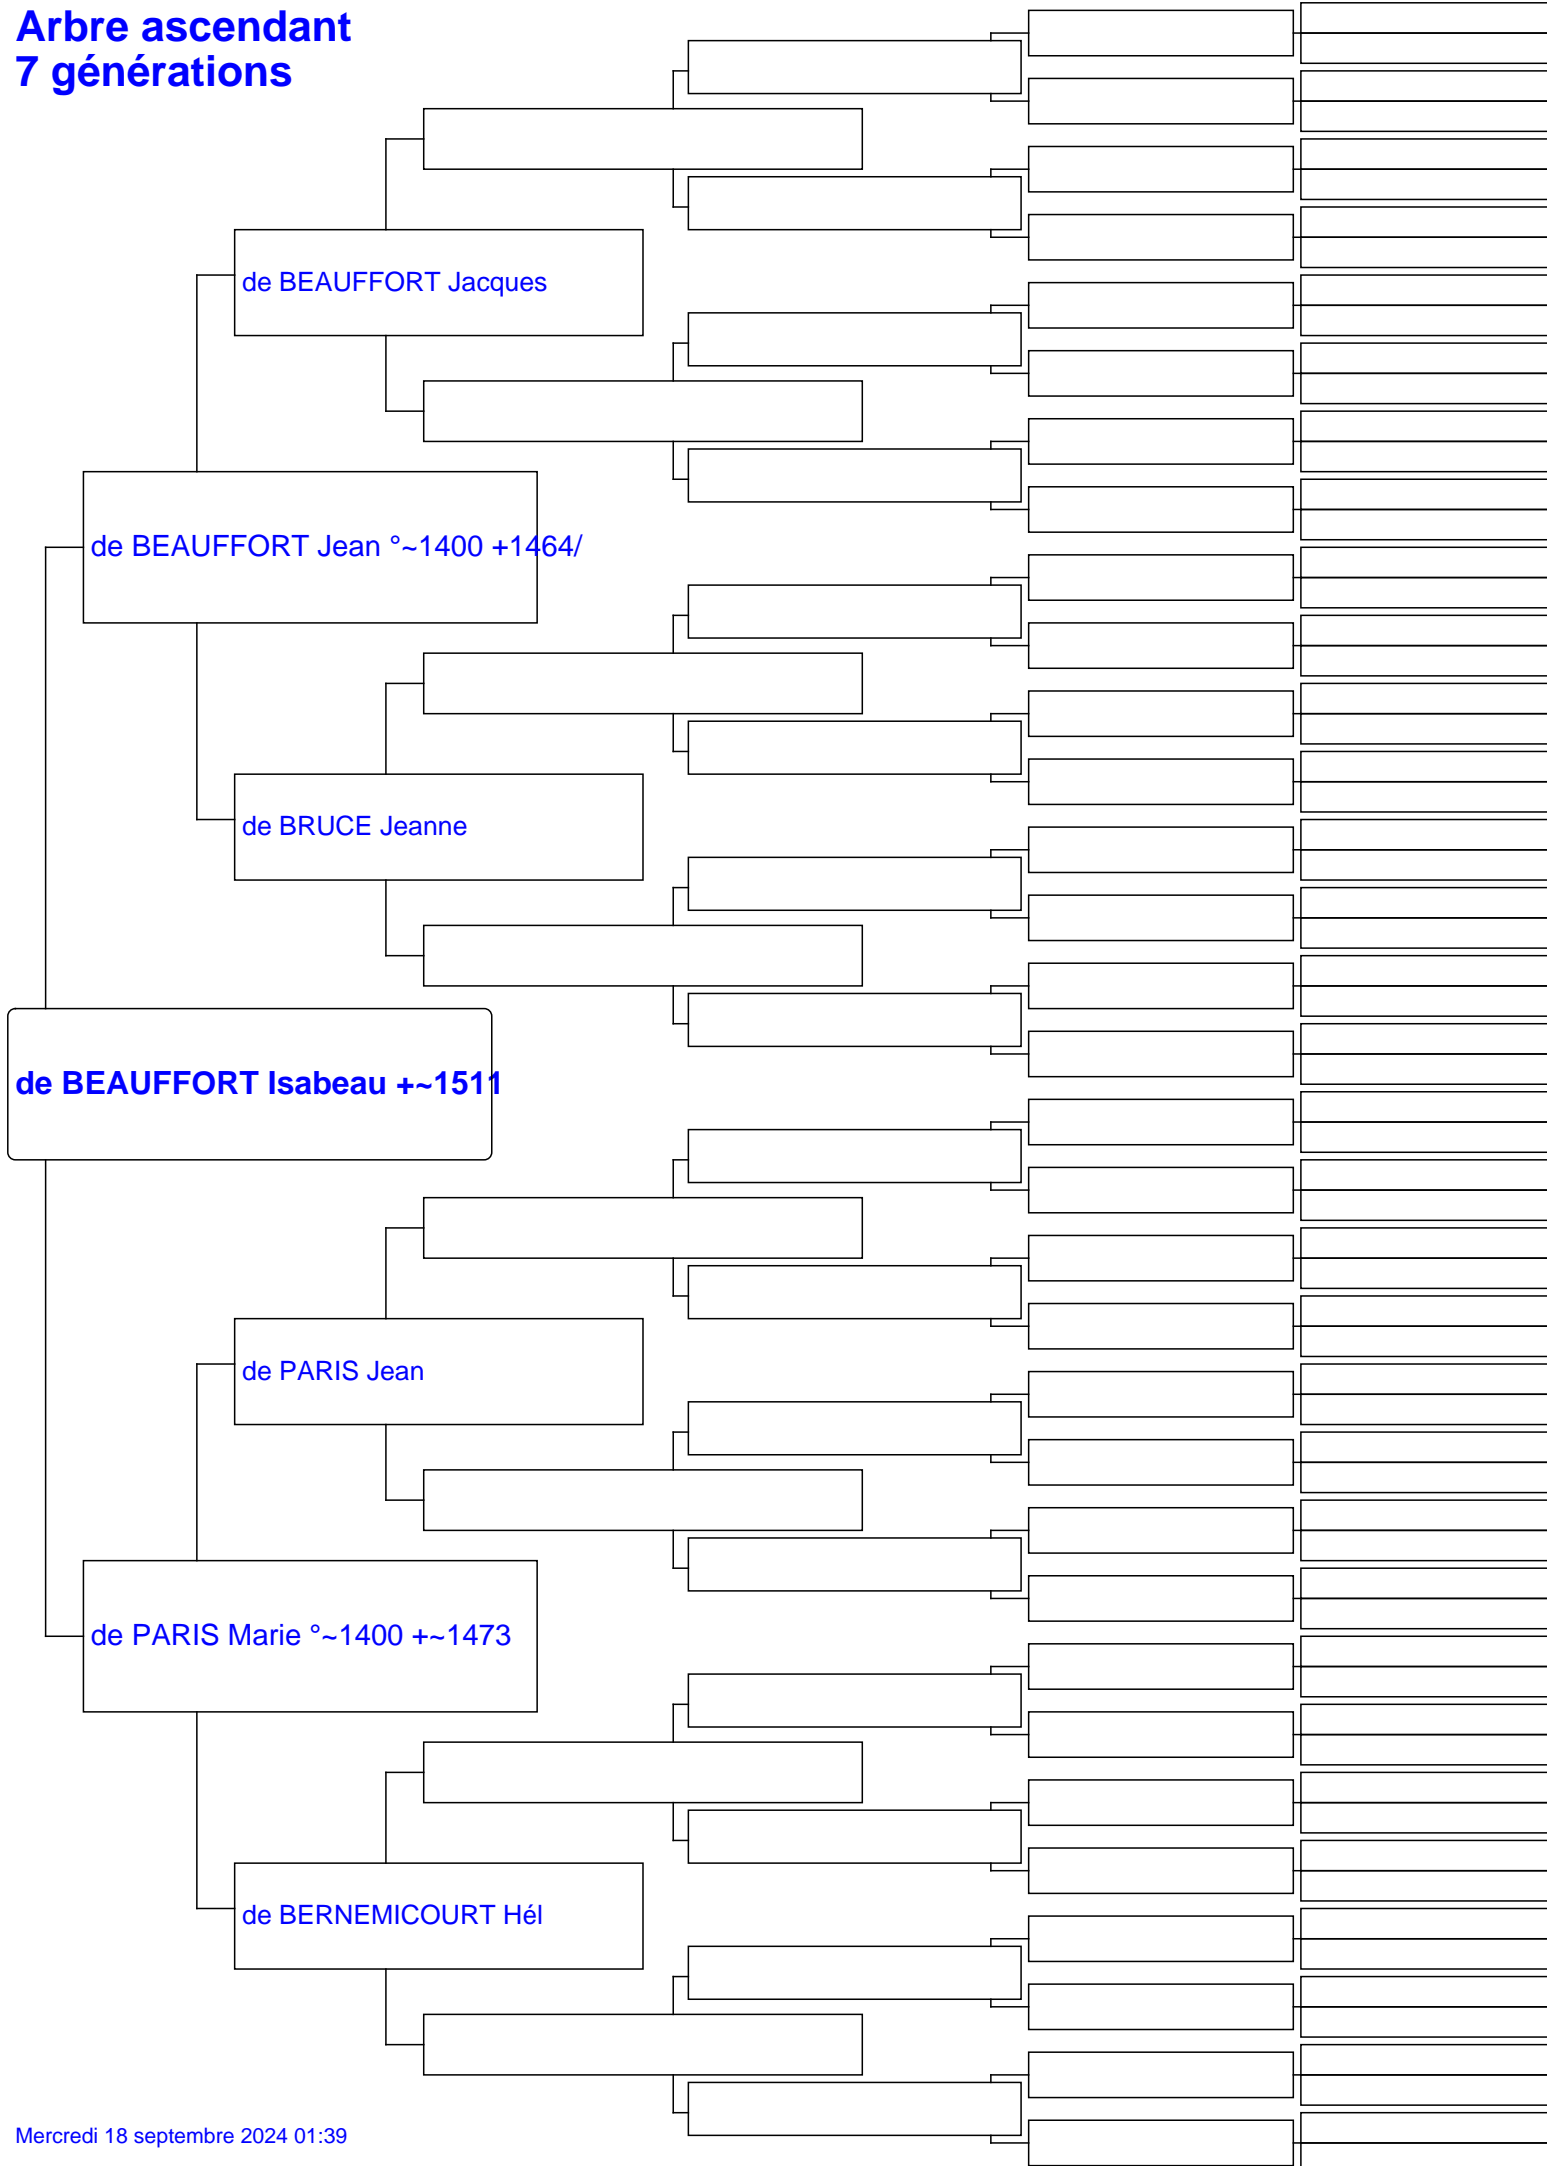 Arbre ascendant
7 générations
de BEAUFFORT Jacques
de BEAUFFORT Jean °~1400 +1464/
de BRUCE Jeanne
de BEAUFFORT Isabeau +~1511
de PARIS Jean
de PARIS Marie °~1400 +~1473
de BERNEMICOURT Hél
Mercredi 18 septembre 2024 01:39